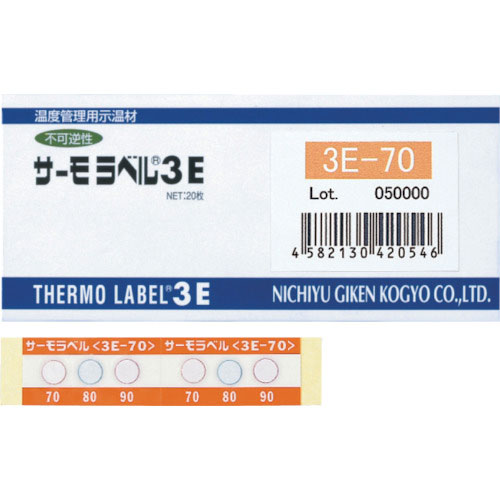 温度管理用示温材
不可逆性
サーモラベル®3E
NET:20枚
3E-70
Lot. 050000
4 582130 420546
THERMO LABEL®3E
NICHIYU GIKEN KOGYO CO.,LTD.
サーモラベル<3E-70> サーモラベル<3E-70>
70 80 90 70 80 90